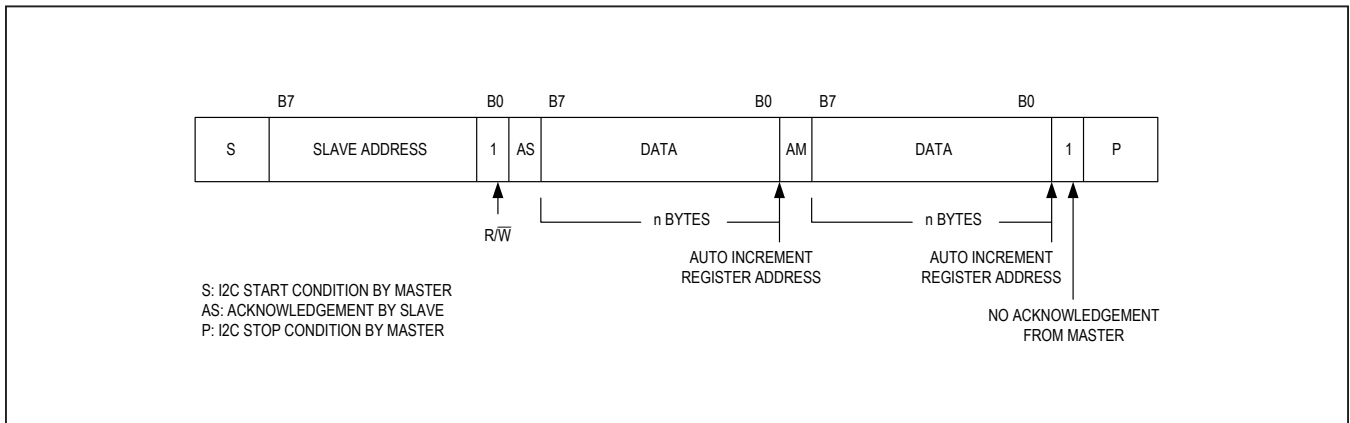 B7 B0 B7 B0 B7 B0
S SLAVE ADDRESS 1 AS DATA AM DATA 1 P
n BYTES n BYTES
R/W̅
AUTO INCREMENT
REGISTER ADDRESS
AUTO INCREMENT
REGISTER ADDRESS
S: I2C START CONDITION BY MASTER
AS: ACKNOWLEDGEMENT BY SLAVE
P: I2C STOP CONDITION BY MASTER
NO ACKNOWLEDGEMENT
FROM MASTER